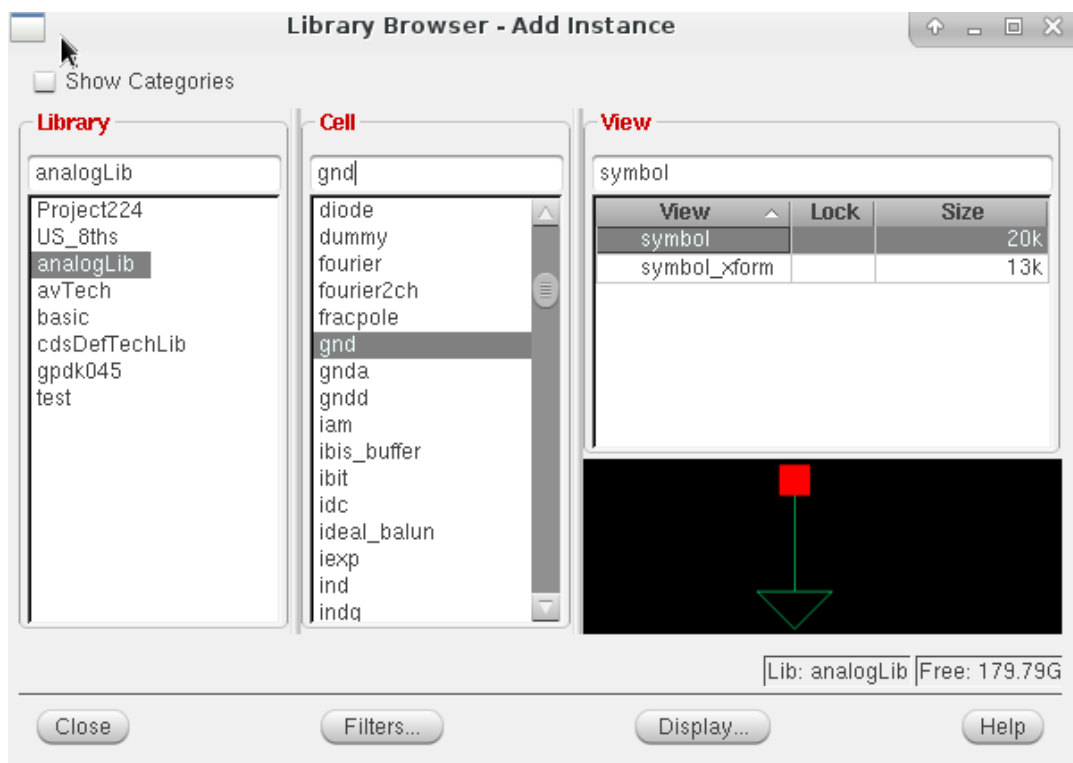 Library Browser - Add Instance
Show Categories
Library
analogLib
Project224
US_8ths
analogLib
avTech
basic
cdsDefTechLib
gpdk045
test
Cell
gnd
diode
dummy
fourier
fourier2ch
fracpole
gnd
gnda
gndd
iam
ibis_buffer
ibit
idc
ideal_balun
iexp
ind
indq
View
symbol
View Lock Size
symbol 20k
symbol_xform 13k
Lib: analogLib Free: 179.79G
Close Filters... Display... Help